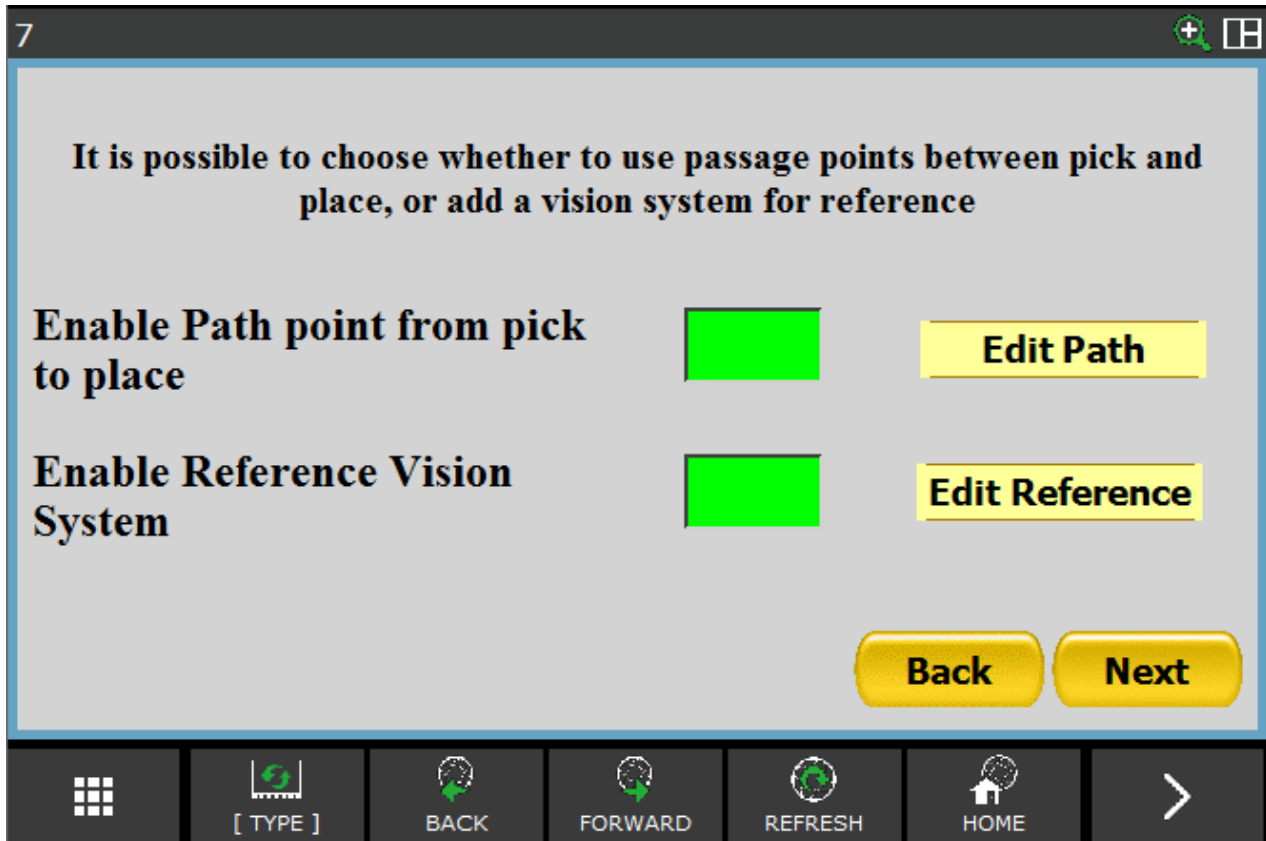 7
It is possible to choose whether to use passage points between pick and
place, or add a vision system for reference
Enable Path point from pick
to place
Edit Path
Enable Reference Vision
System
Edit Reference
Back
Next
[ TYPE ]
BACK
FORWARD
REFRESH
HOME